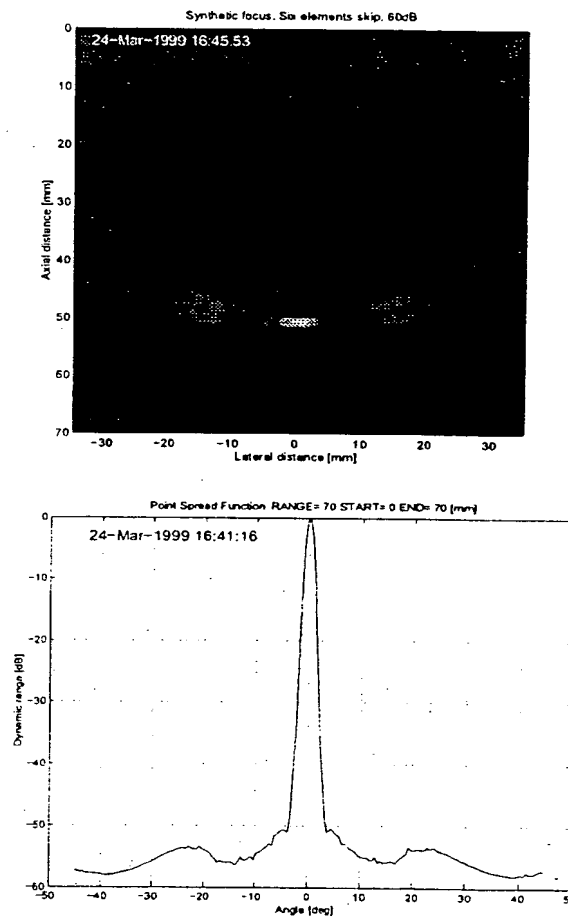 Synthetic focus. Six elements skip. 60dB
24-Mar-1999 16:45.53
0
10
20
30
40
50
60
70
Axial distance [mm]
-30 -20 -10 0 10 20 30
Lateral distance [mm]
Point Spread Function RANGE= 70 START= 0 END= 70 [mm]
24-Mar-1999 16:41:16
0
-10
-20
-30
-40
-50
-60
Dynamic range [dB]
-50 -40 -30 -20 -10 0 10 20 30 40 50
Angle [deg]